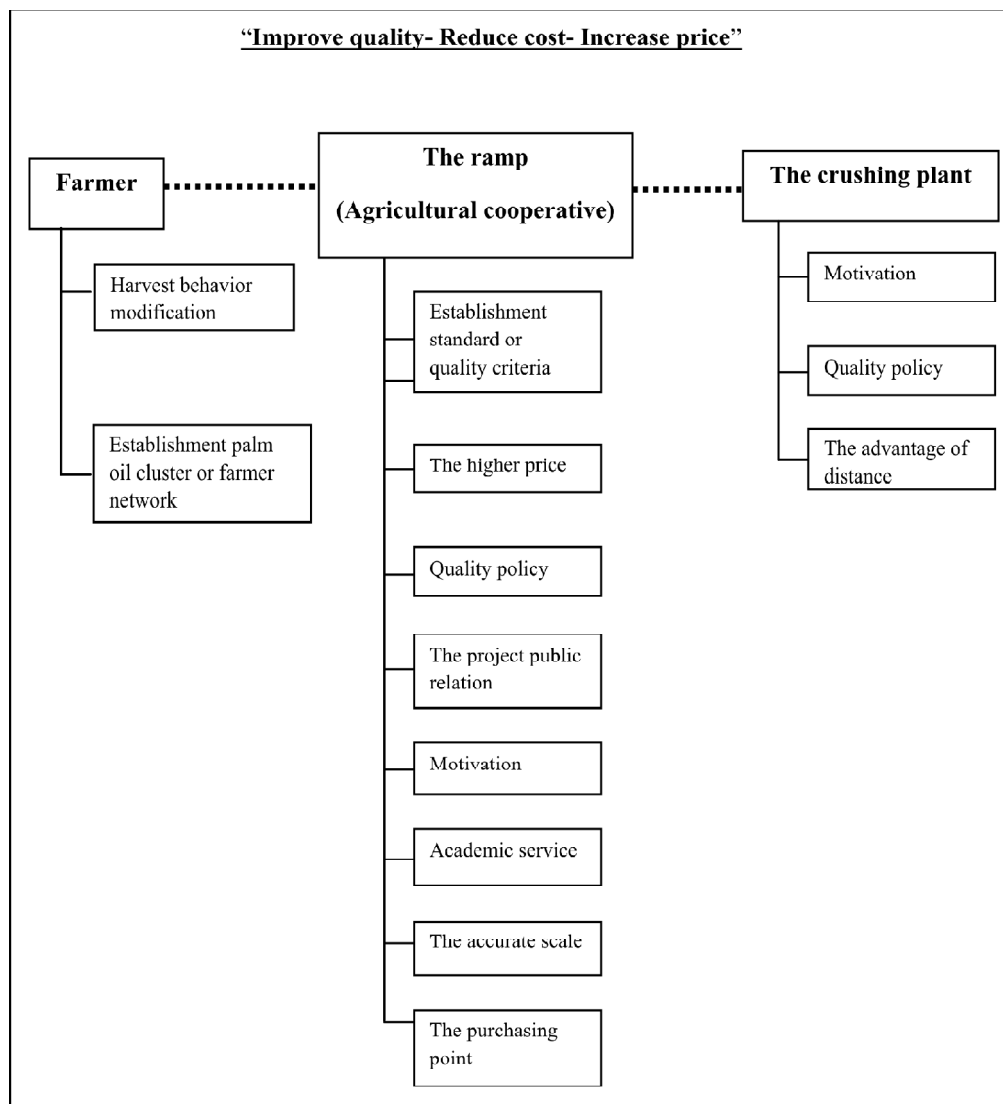 “Improve quality- Reduce cost- Increase price”
Farmer
Harvest behavior
modification
Establishment palm
oil cluster or farmer
network
The ramp
(Agricultural cooperative)
Establishment
standard or
quality criteria
The higher price
Quality policy
The project public
relation
Motivation
Academic service
The accurate scale
The purchasing
point
The crushing plant
Motivation
Quality policy
The advantage of
distance